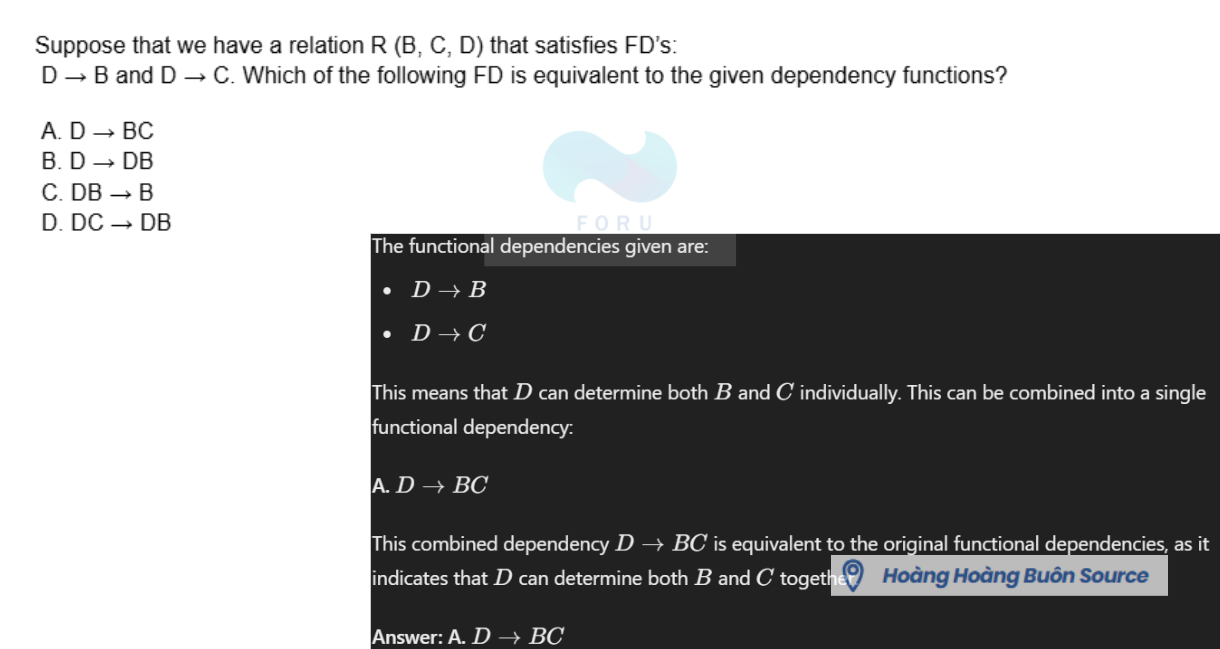 Suppose that we have a relation R (B, C, D) that satisfies FD's:
D → B and D → C. Which of the following FD is equivalent to the given dependency functions?
A. D → BC
B. D → DB
C. DB → B
D. DC → DB
FORU
The functional dependencies given are:
• D → B
• D → C
This means that D can determine both B and C individually. This can be combined into a single
functional dependency:
A. D → BC
This combined dependency D → BC is equivalent to the original functional dependencies, as it
indicates that D can determine both B and C together
Hoàng Hoàng Buôn Source
Answer: A. D → BC